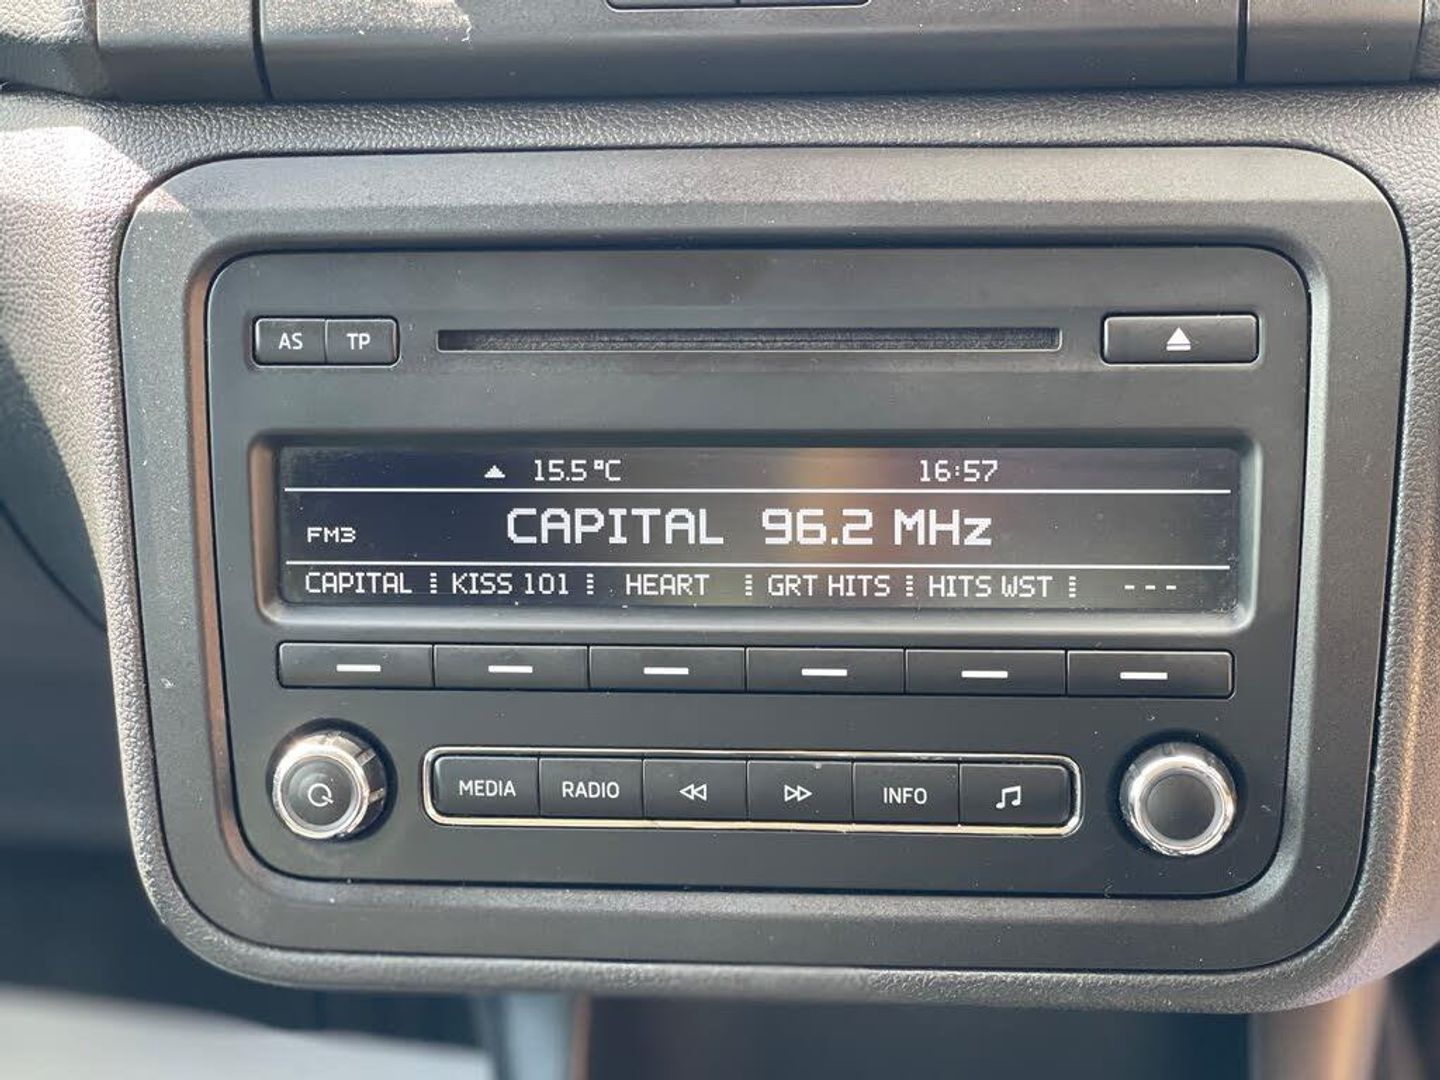 AS TP
15.5°C 16:57
FM3 CAPITAL 96.2 MHz
CAPITAL KISS 101 HEART GRT HITS HITS WST ---
MEDIA RADIO INFO